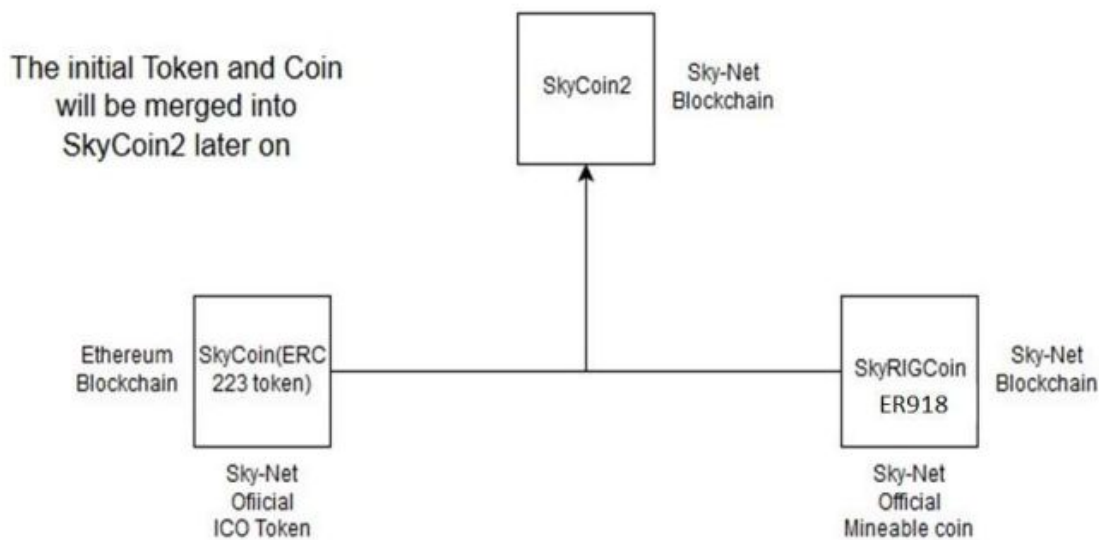 The initial Token and Coin
will be merged into
SkyCoin2 later on
SkyCoin2
Sky-Net
Blockchain
Ethereum
Blockchain
SkyCoin(ERC
223 token)
SkyRIGCoin
ER918
Sky-Net
Blockchain
Sky-Net
Ofiicial
ICO Token
Sky-Net
Official
Mineable coin